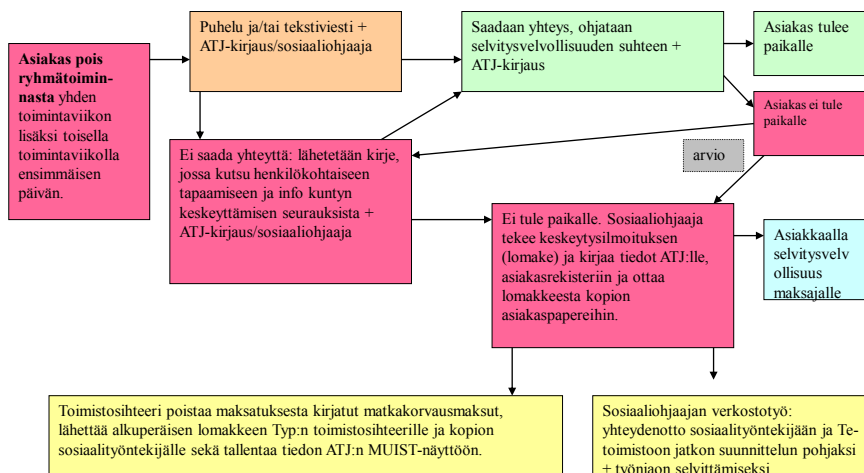 Asiakas pois
ryhmätoimin-
nasta yhden
toimintaviikon
lisäksi toisella
toimintaviikolla
ensimmäisen
päivän.
Puhelu ja/tai tekstiviesti +
ATJ-kirjaus/sosiaaliohjaaja
Saadaan yhteys, ohjataan
selvitysvelvollisuuden suhteen +
ATJ-kirjaus
Asiakas tulee
paikalle
Asiakas ei tule
paikalle
Ei saada yhteyttä: lähetetään kirje,
jossa kutsu henkilökohtaiseen
tapaamiseen ja info kuntyn
keskeyttämisen seurauksista +
ATJ-kirjaus/sosiaaliohjaaja
arvio
Ei tule paikalle. Sosiaaliohjaaja
tekee keskeytysilmoituksen
(lomake) ja kirjaa tiedot ATJ:lle,
asiakasrekisteriin ja ottaa
lomakkeesta kopion
asiakaspapereihin.
Asiakkaalla
selvitysvelv
ollisuus
maksajalle
Toimistosihteeri poistaa maksatuksesta kirjatut matkakorvausmaksut,
lähettää alkuperäisen lomakkeen Typ:n toimistosihteerille ja kopion
sosiaalityöntekijälle sekä tallentaa tiedon ATJ:n MUIST-näyttöön.
Sosiaaliohjaajan verkostotyö:
yhteydenotto sosiaalityöntekijään ja Te-
toimistoon jatkon suunnittelun pohjaksi
+ työnjaon selvittämiseksi